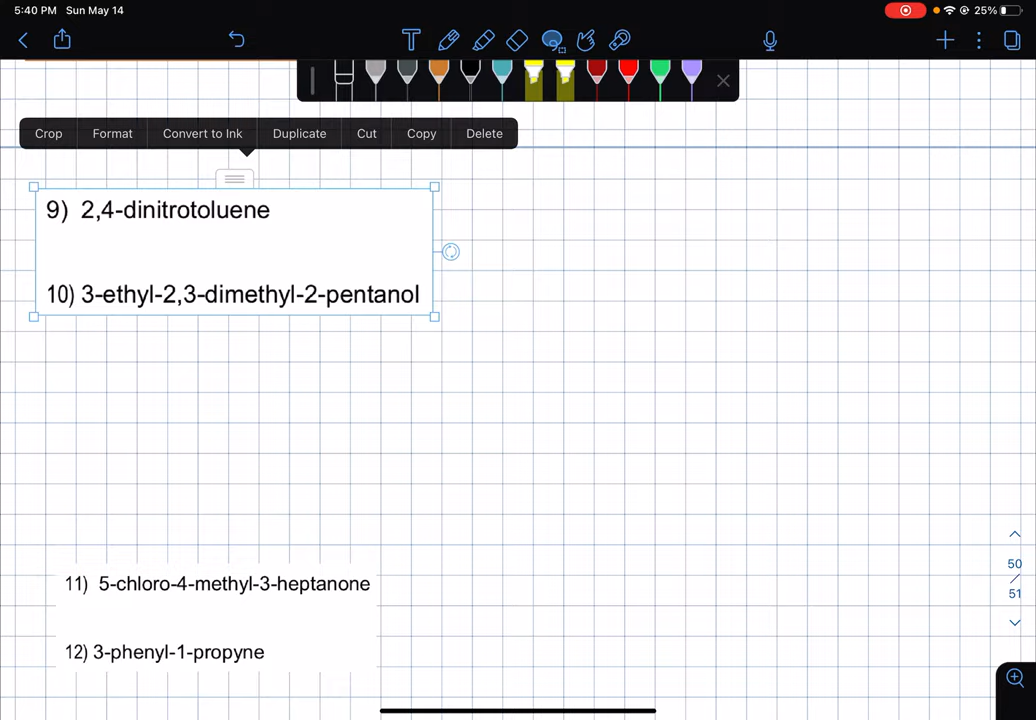 5:40 PM Sun May 14
25%
Crop Format Convert to Ink Duplicate Cut Copy Delete
9) 2,4-dinitrotoluene
10) 3-ethyl-2,3-dimethyl-2-pentanol
11) 5-chloro-4-methyl-3-heptanone
12) 3-phenyl-1-propyne
50
/
51